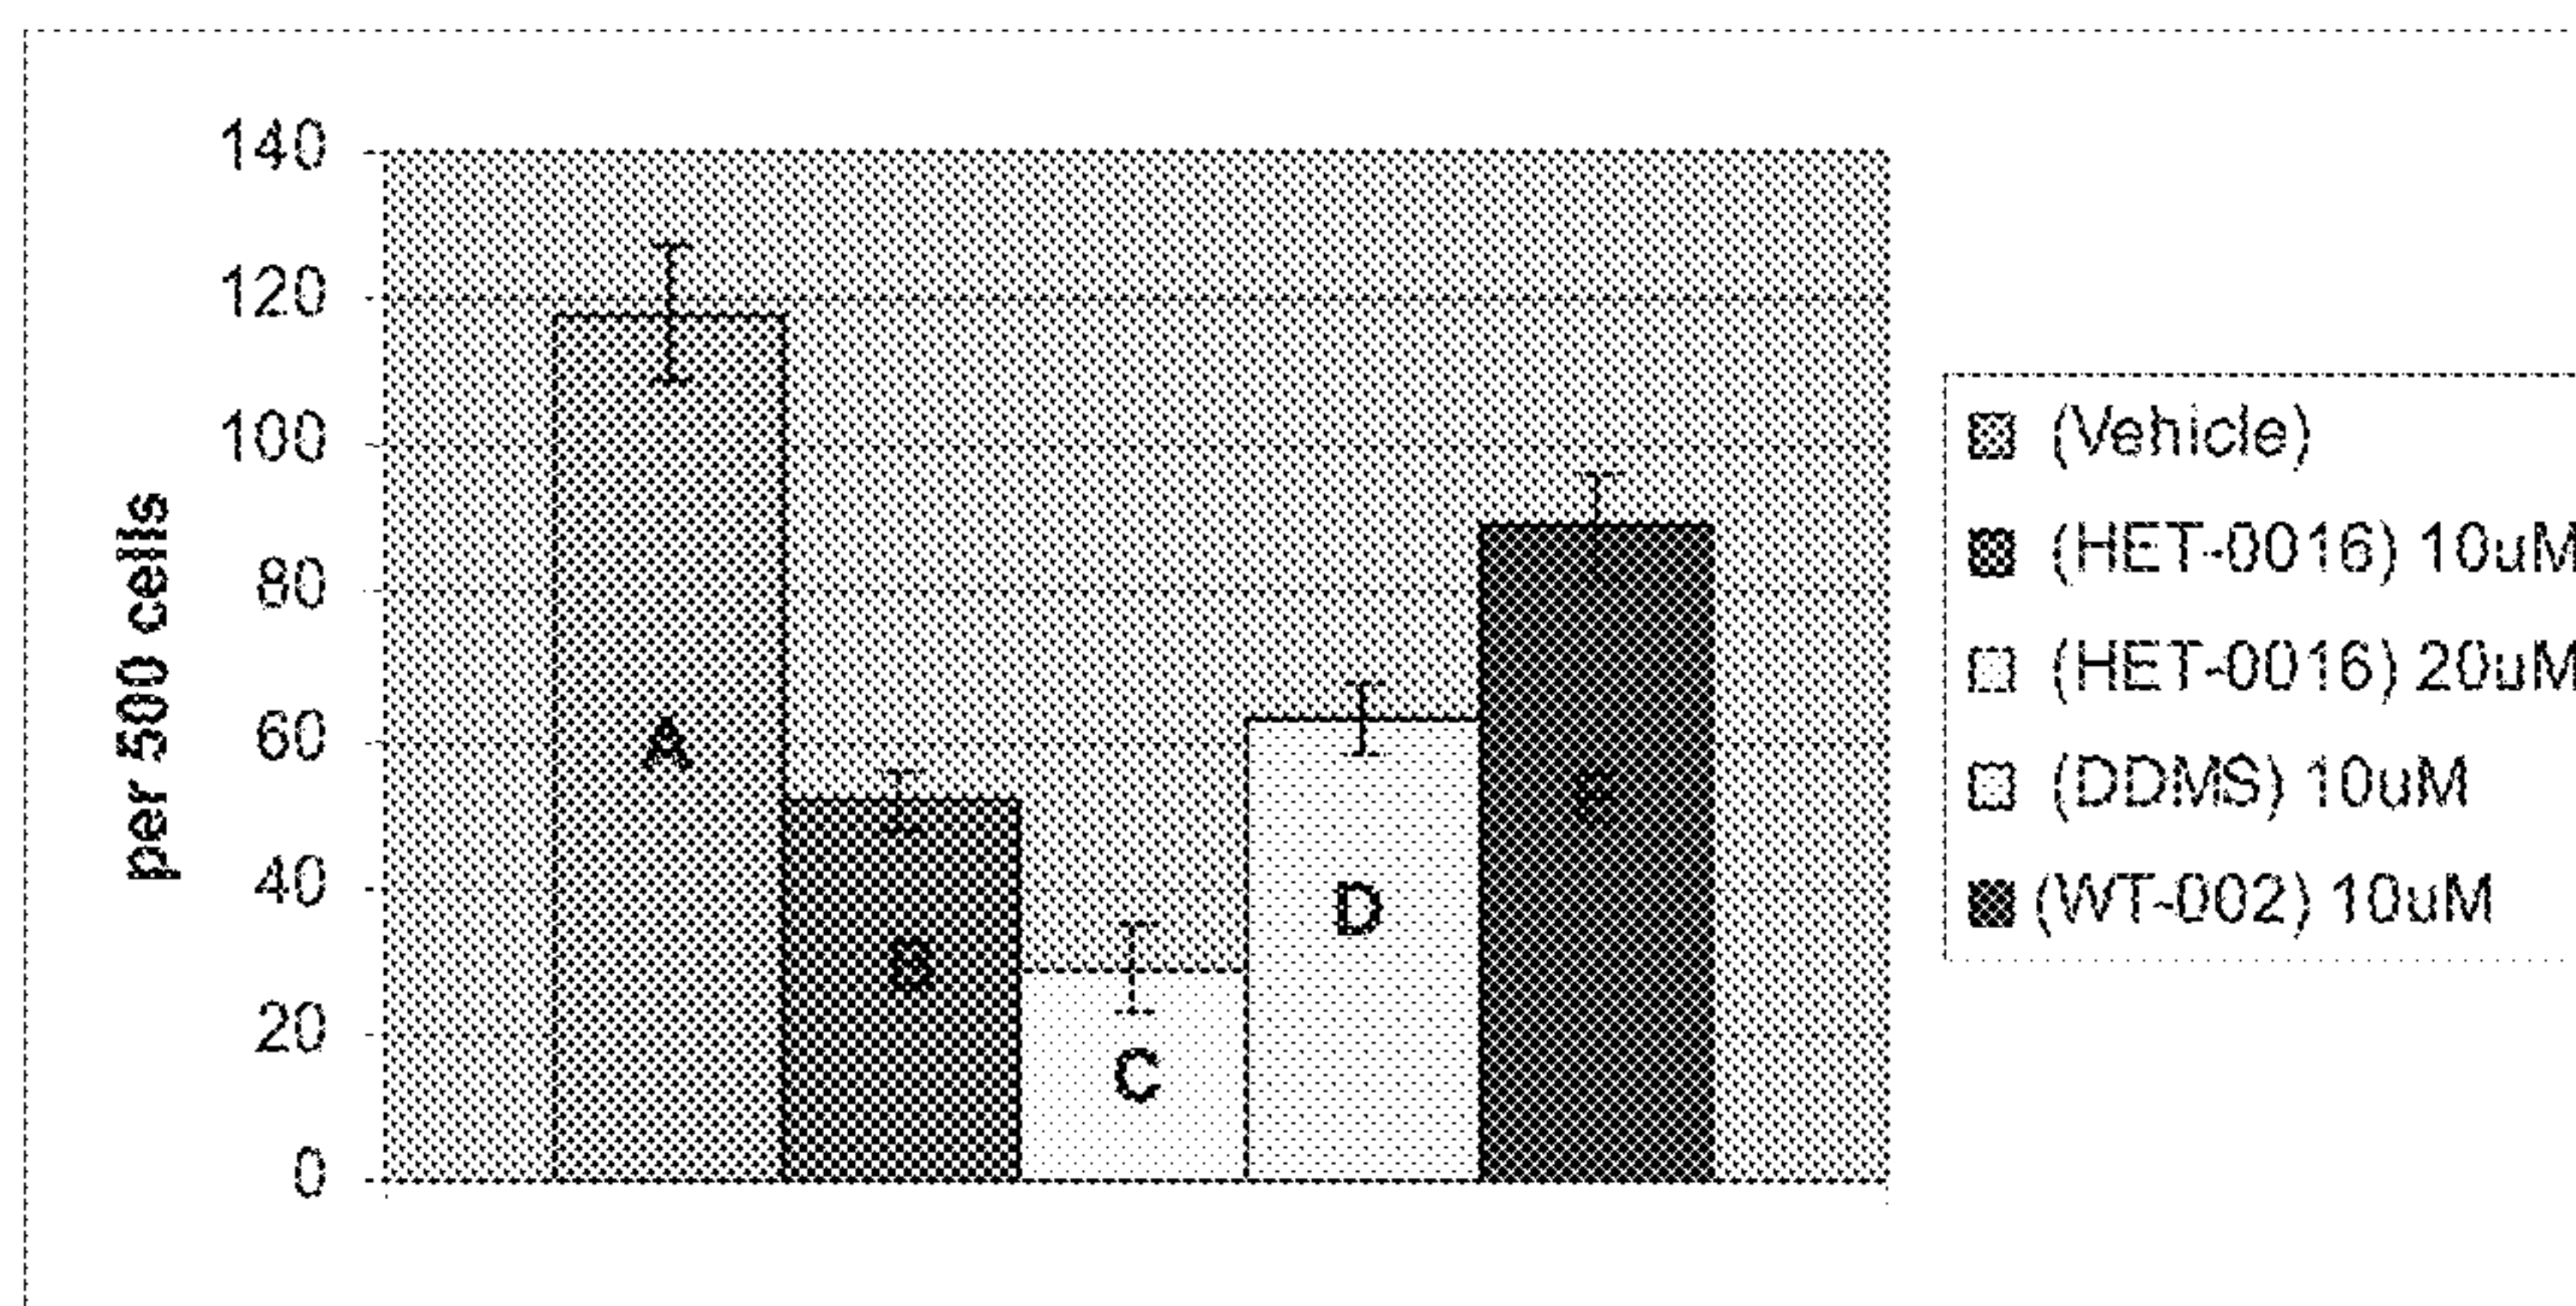 140
120
100
80
60
40
20
0
per 500 cells
A
B
C
D
E
(Vehicle)
(HET-0016) 10uM
(HET-0016) 20uM
(DDMS) 10uM
(WT-002) 10uM